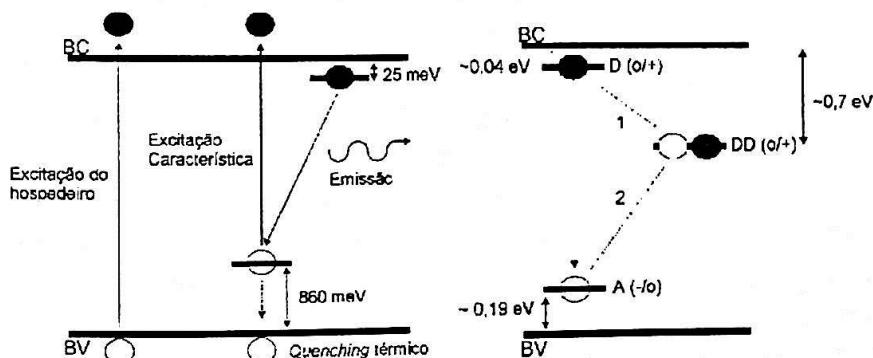 BC
25 meV
Excitação do
hospedeiro
Excitação
Característica
Emissão
860 meV
BV
Quenching térmico
BC
~0.04 eV
D (o/+)
~0,7 eV
1
DD (o/+)
2
A (-/o)
~ 0,19 eV
BV